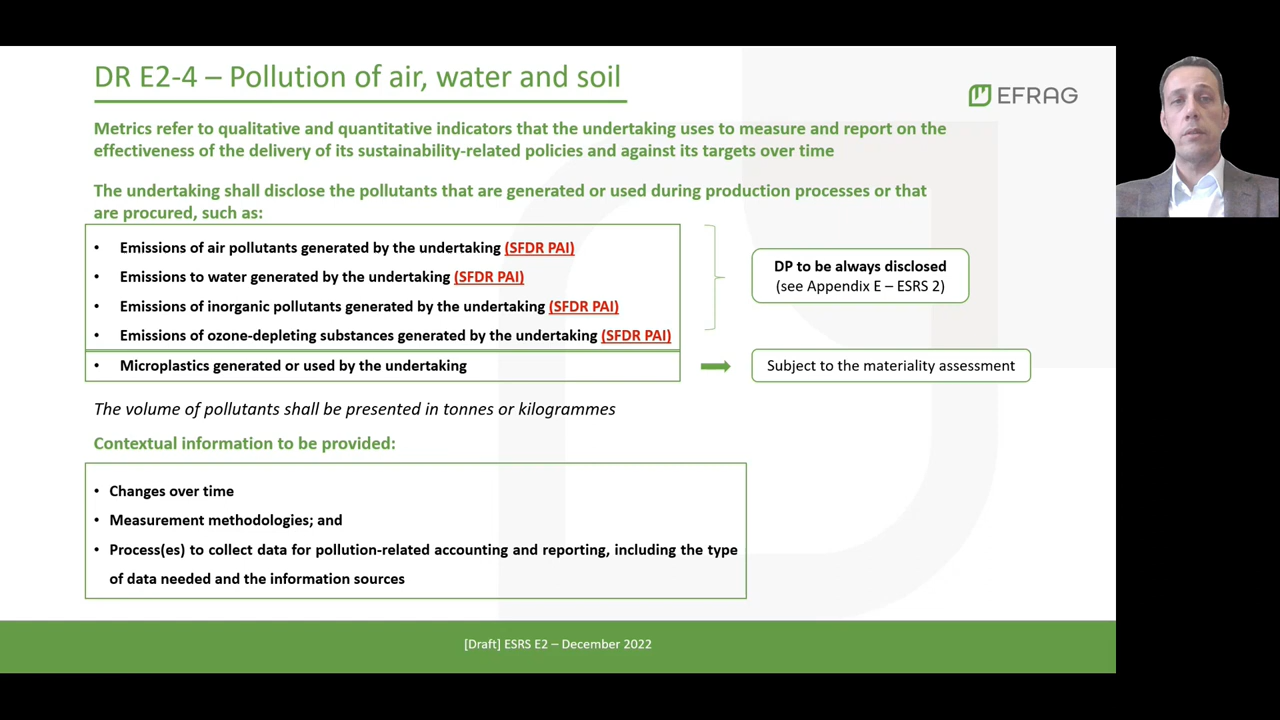 DR E2-4 – Pollution of air, water and soil
EFRAG
Metrics refer to qualitative and quantitative indicators that the undertaking uses to measure and report on the
effectiveness of the delivery of its sustainability-related policies and against its targets over time
The undertaking shall disclose the pollutants that are generated or used during production processes or that
are procured, such as:
• Emissions of air pollutants generated by the undertaking (SFDR PAI)
• Emissions to water generated by the undertaking (SFDR PAI)
• Emissions of inorganic pollutants generated by the undertaking (SFDR PAI)
• Emissions of ozone-depleting substances generated by the undertaking (SFDR PAI)
DP to be always disclosed
(see Appendix E – ESRS 2)
• Microplastics generated or used by the undertaking
Subject to the materiality assessment
The volume of pollutants shall be presented in tonnes or kilogrammes
Contextual information to be provided:
• Changes over time
• Measurement methodologies; and
• Process(es) to collect data for pollution-related accounting and reporting, including the type
of data needed and the information sources
[Draft] ESRS E2 – December 2022